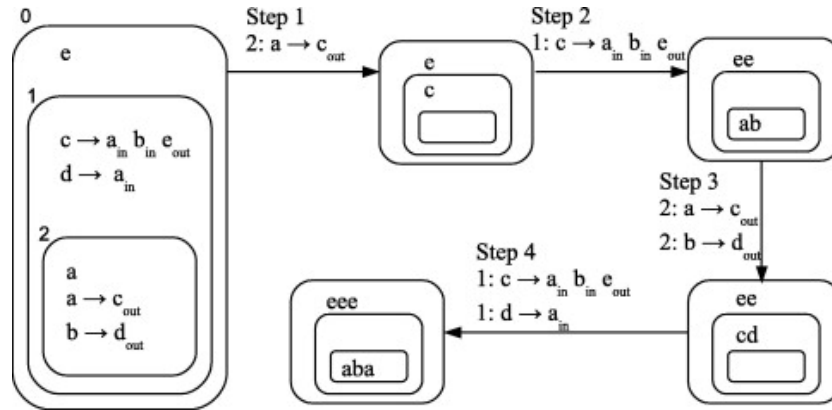 0
e
1
c → a_in b_in e_out
d → a_in
2
a
a → c_out
b → d_out
Step 1
2: a → c_out
e
c
Step 2
1: c → a_in b_in e_out
ee
ab
Step 3
2: a → c_out
2: b → d_out
ee
cd
Step 4
1: c → a_in b_in e_out
1: d → a_in
eee
aba